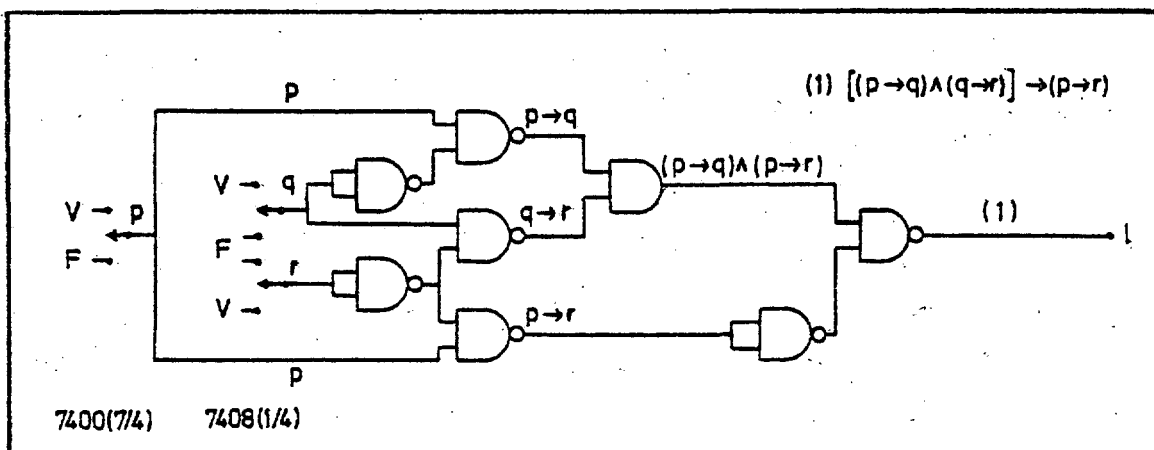 (1) [(p→q)∧(q→r)]→(p→r)
p
p→q
V
q
(p→q)∧(p→r)
V
p
q→r
(1)
l
F
F
r
V
p→r
p
7400(7/4) 7408(1/4)